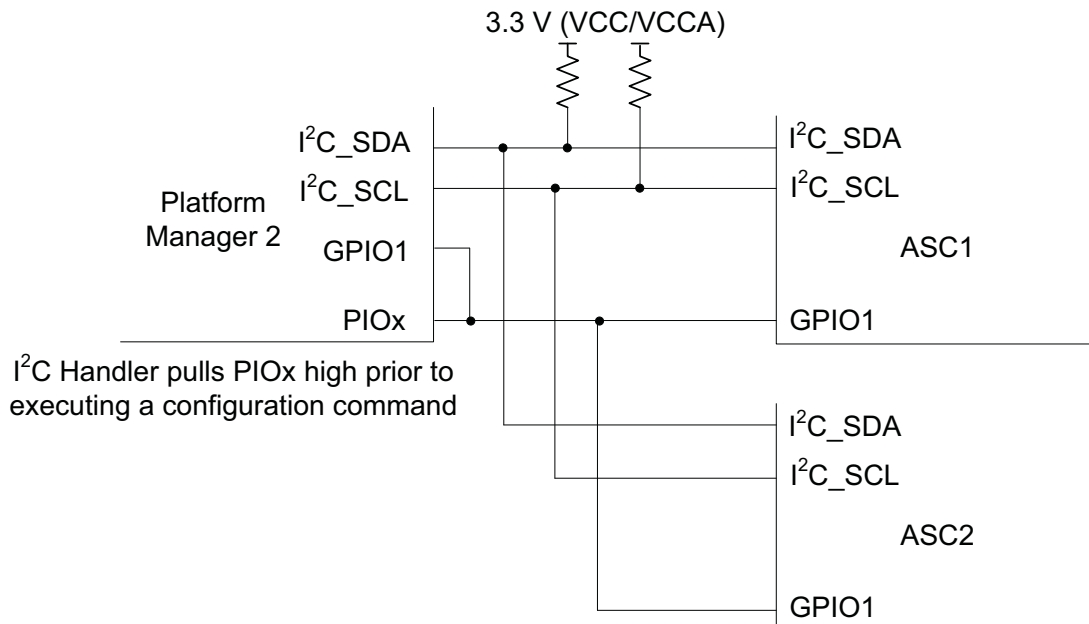 3.3 V (VCC/VCCA)
I²C_SDA
I²C_SCL
Platform
Manager 2
GPIO1
PIOx
I²C Handler pulls PIOx high prior to
executing a configuration command
I²C_SDA
I²C_SCL
ASC1
GPIO1
I²C_SDA
I²C_SCL
ASC2
GPIO1